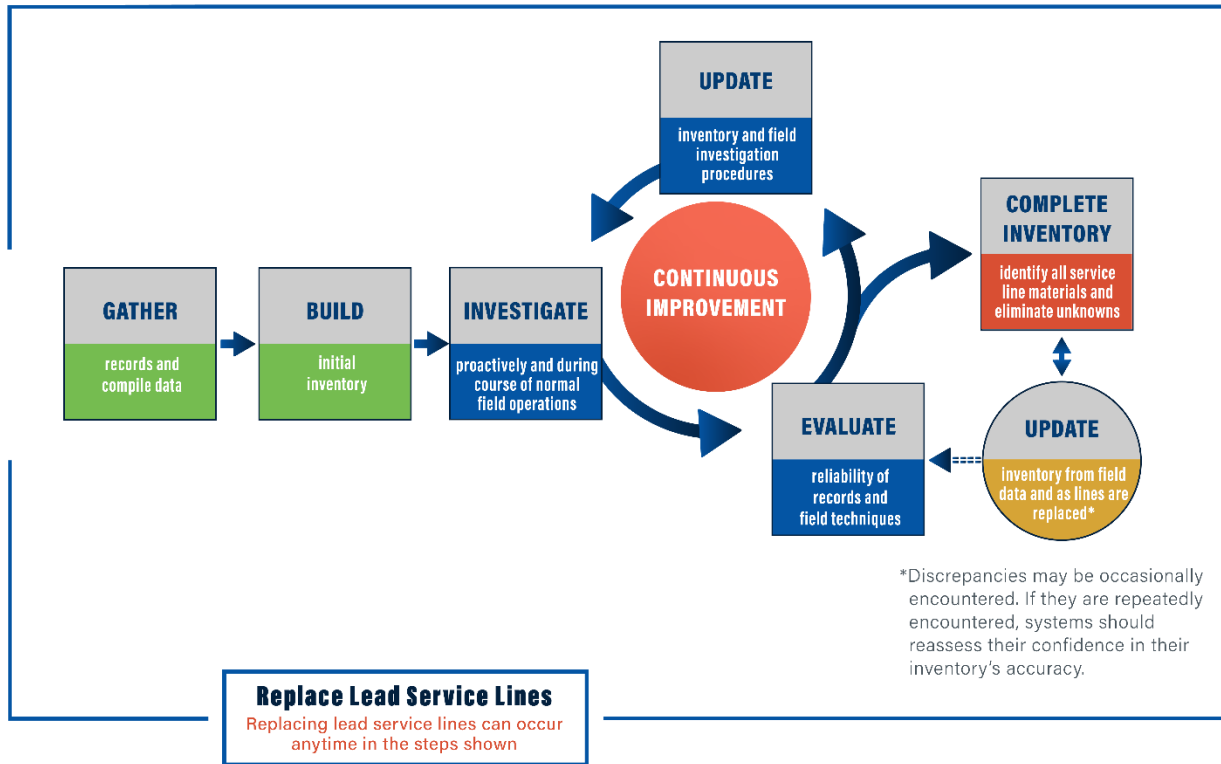 GATHER
records and
compile data
BUILD
initial
inventory
INVESTIGATE
proactively and during
course of normal
field operations
UPDATE
inventory and field
investigation
procedures
CONTINUOUS
IMPROVEMENT
EVALUATE
reliability of
records and
field techniques
COMPLETE
INVENTORY
identify all service
line materials and
eliminate unknowns
UPDATE
inventory from field
data and as lines are
replaced*
*Discrepancies may be occasionally
encountered. If they are repeatedly
encountered, systems should
reassess their confidence in their
inventory's accuracy.
Replace Lead Service Lines
Replacing lead service lines can occur
anytime in the steps shown